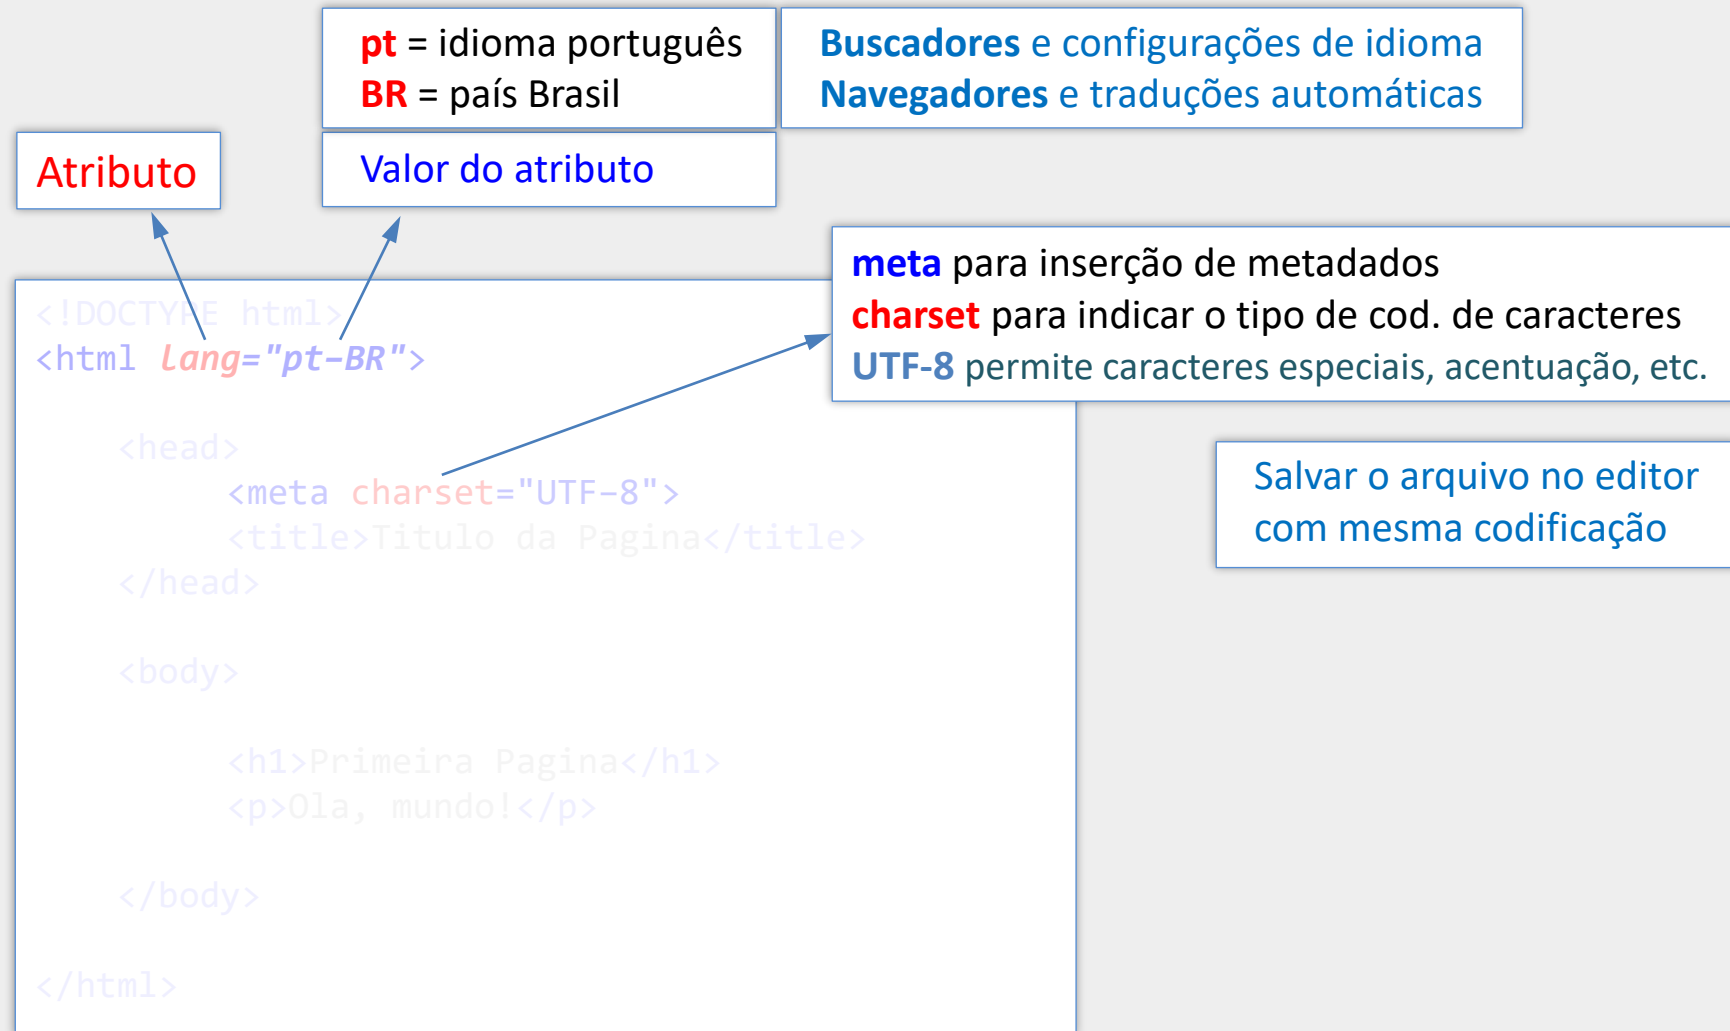 pt = idioma português
BR = país Brasil
Buscadores e configurações de idioma
Navegadores e traduções automáticas
Atributo
Valor do atributo
meta para inserção de metadados
charset para indicar o tipo de cod. de caracteres
UTF-8 permite caracteres especiais, acentuação, etc.
<!DOCTYPE html>
<html lang="pt-BR">
<head>
<meta charset="UTF-8">
<title>Titulo da Pagina</title>
</head>
<body>
<h1>Primeira Pagina</h1>
<p>Ola, mundo!</p>
</body>
</html>
Salvar o arquivo no editor
com mesma codificação